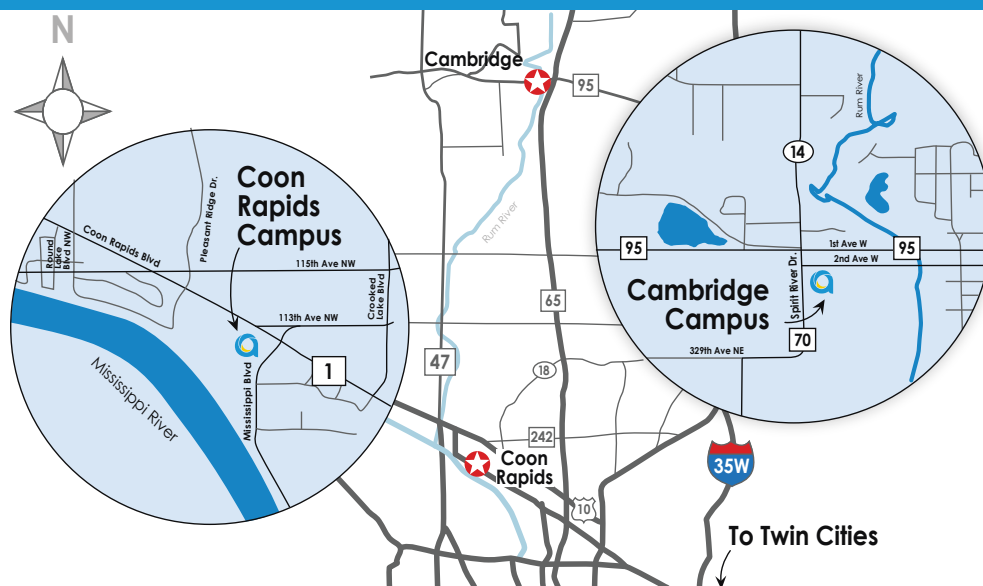 N
Cambridge
95
Rum River
65
47
18
242
Coon
Rapids
10
35W
To Twin Cities
Coon
Rapids
Campus
Pleasant Ridge Dr.
Coon Rapids Blvd
Round
Lake
Blvd NW
115th Ave NW
Crooked
Lake Blvd
113th Ave NW
1
Mississippi Blvd
Mississippi River
Rum River
14
95
1st Ave W
95
2nd Ave W
Spirit River Dr.
Cambridge
Campus
70
329th Ave NE